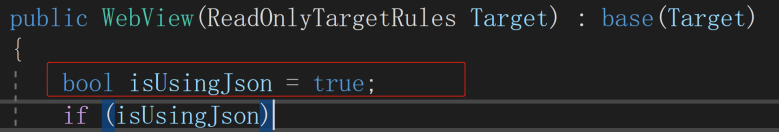 public WebView(ReadOnlyTargetRules Target) : base(Target)
{
bool isUsingJson = true;
if (isUsingJson)